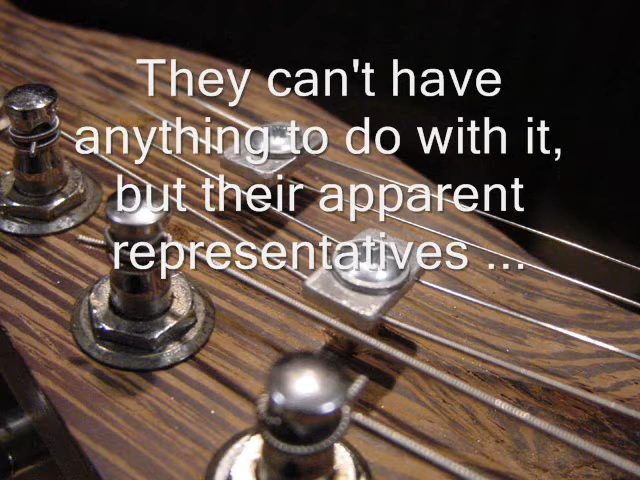 They can't have
anything to do with it,
but their apparent
representatives ...